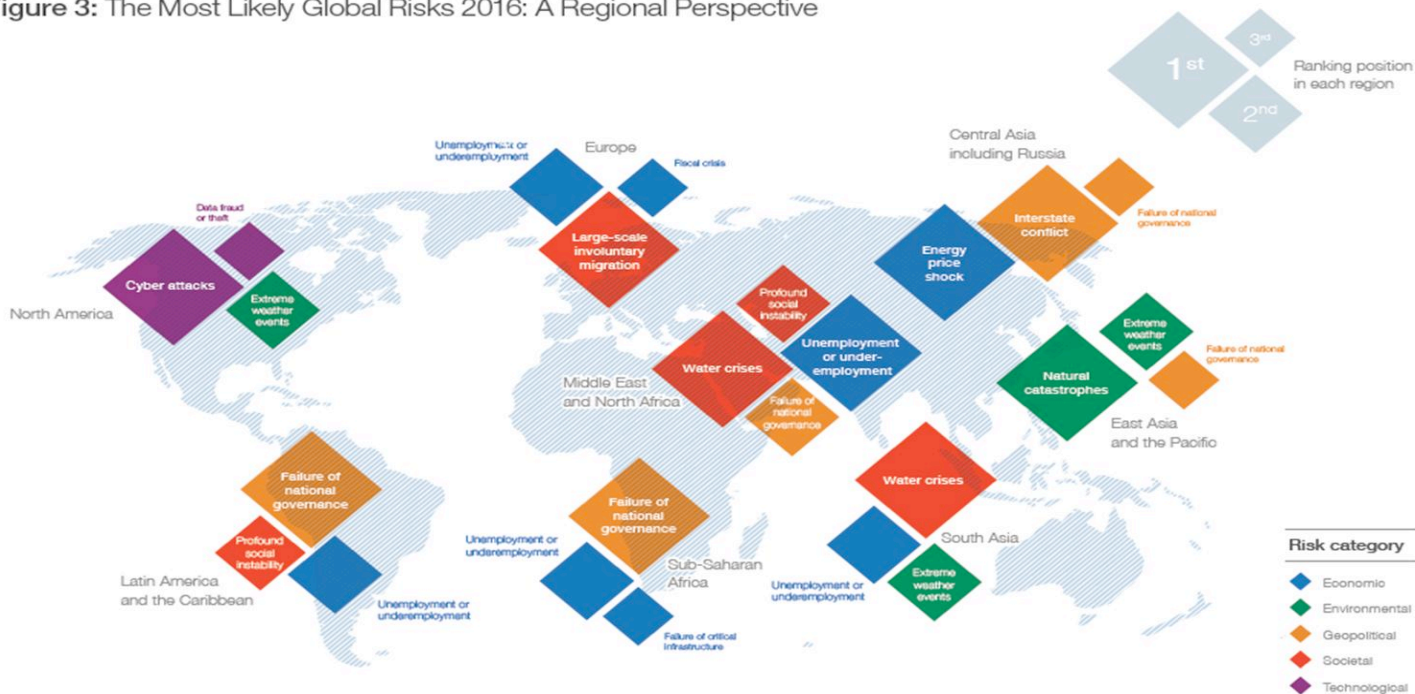 igure 3: The Most Likely Global Risks 2016: A Regional Perspective
1st
3rd
2nd
Ranking position
in each region
Central Asia
including Russia
Interstate
conflict
Failure of national
governance
Energy
price
shock
Unemployment or
underemployment
Europe
Fiscal crisis
Large-scale
involuntary
migration
Data fraud
or theft
Cyber attacks
Extreme
weather
events
North America
Profound
social
instability
Water crises
Unemployment
or under-
employment
Failure of
national
governance
Middle East
and North Africa
Extreme
weather
events
Failure of national
governance
Natural
catastrophes
East Asia
and the Pacific
Failure of
national
governance
Profound
social
instability
Unemployment or
underemployment
Latin America
and the Caribbean
Failure of
national
governance
Unemployment or
underemployment
Sub-Saharan
Africa
Failure of critical
infrastructure
Water crises
South Asia
Unemployment or
underemployment
Extreme
weather
events
Risk category
Economic
Environmental
Geopolitical
Societal
Technological